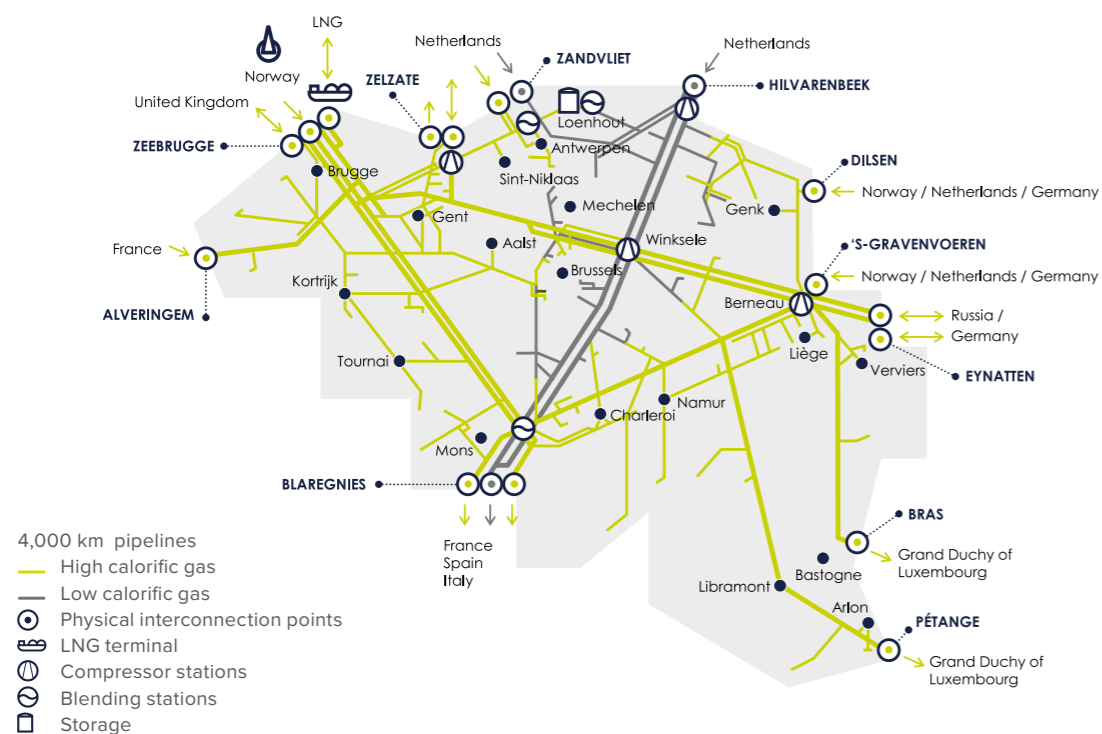 LNG
Norway
Netherlands
ZANDVLIET
Netherlands
HILVARENBEEK
ZELZATE
United Kingdom
ZEEBRUGGE
Loenhout
Antwerpen
Sint-Niklaas
Brugge
DILSEN
Norway / Netherlands / Germany
Mechelen
Genk
Gent
Winksele
Aalst
'S-GRAVENVOEREN
Norway / Netherlands / Germany
France
Brussels
Kortrijk
Berneau
ALVERINGEM
Russia /
Germany
Liège
Verviers
EYNATTEN
Tournai
Namur
Charleroi
Mons
BLAREGNIES
France
Spain
Italy
BRAS
Grand Duchy of
Luxembourg
Bastogne
Libramont
Arlon
PÉTANGE
Grand Duchy of
Luxembourg
4,000 km pipelines
High calorific gas
Low calorific gas
Physical interconnection points
LNG terminal
Compressor stations
Blending stations
Storage